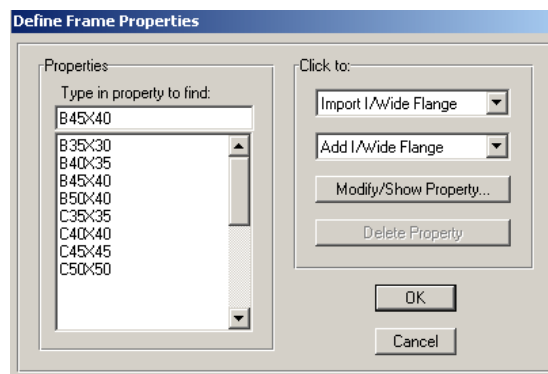 Define Frame Properties
Properties
Type in property to find:
B45X40
B35X30
B40X35
B45X40
B50X40
C35X35
C40X40
C45X45
C50X50
Click to:
Import I/Wide Flange
Add I/Wide Flange
Modify/Show Property...
Delete Property
OK
Cancel